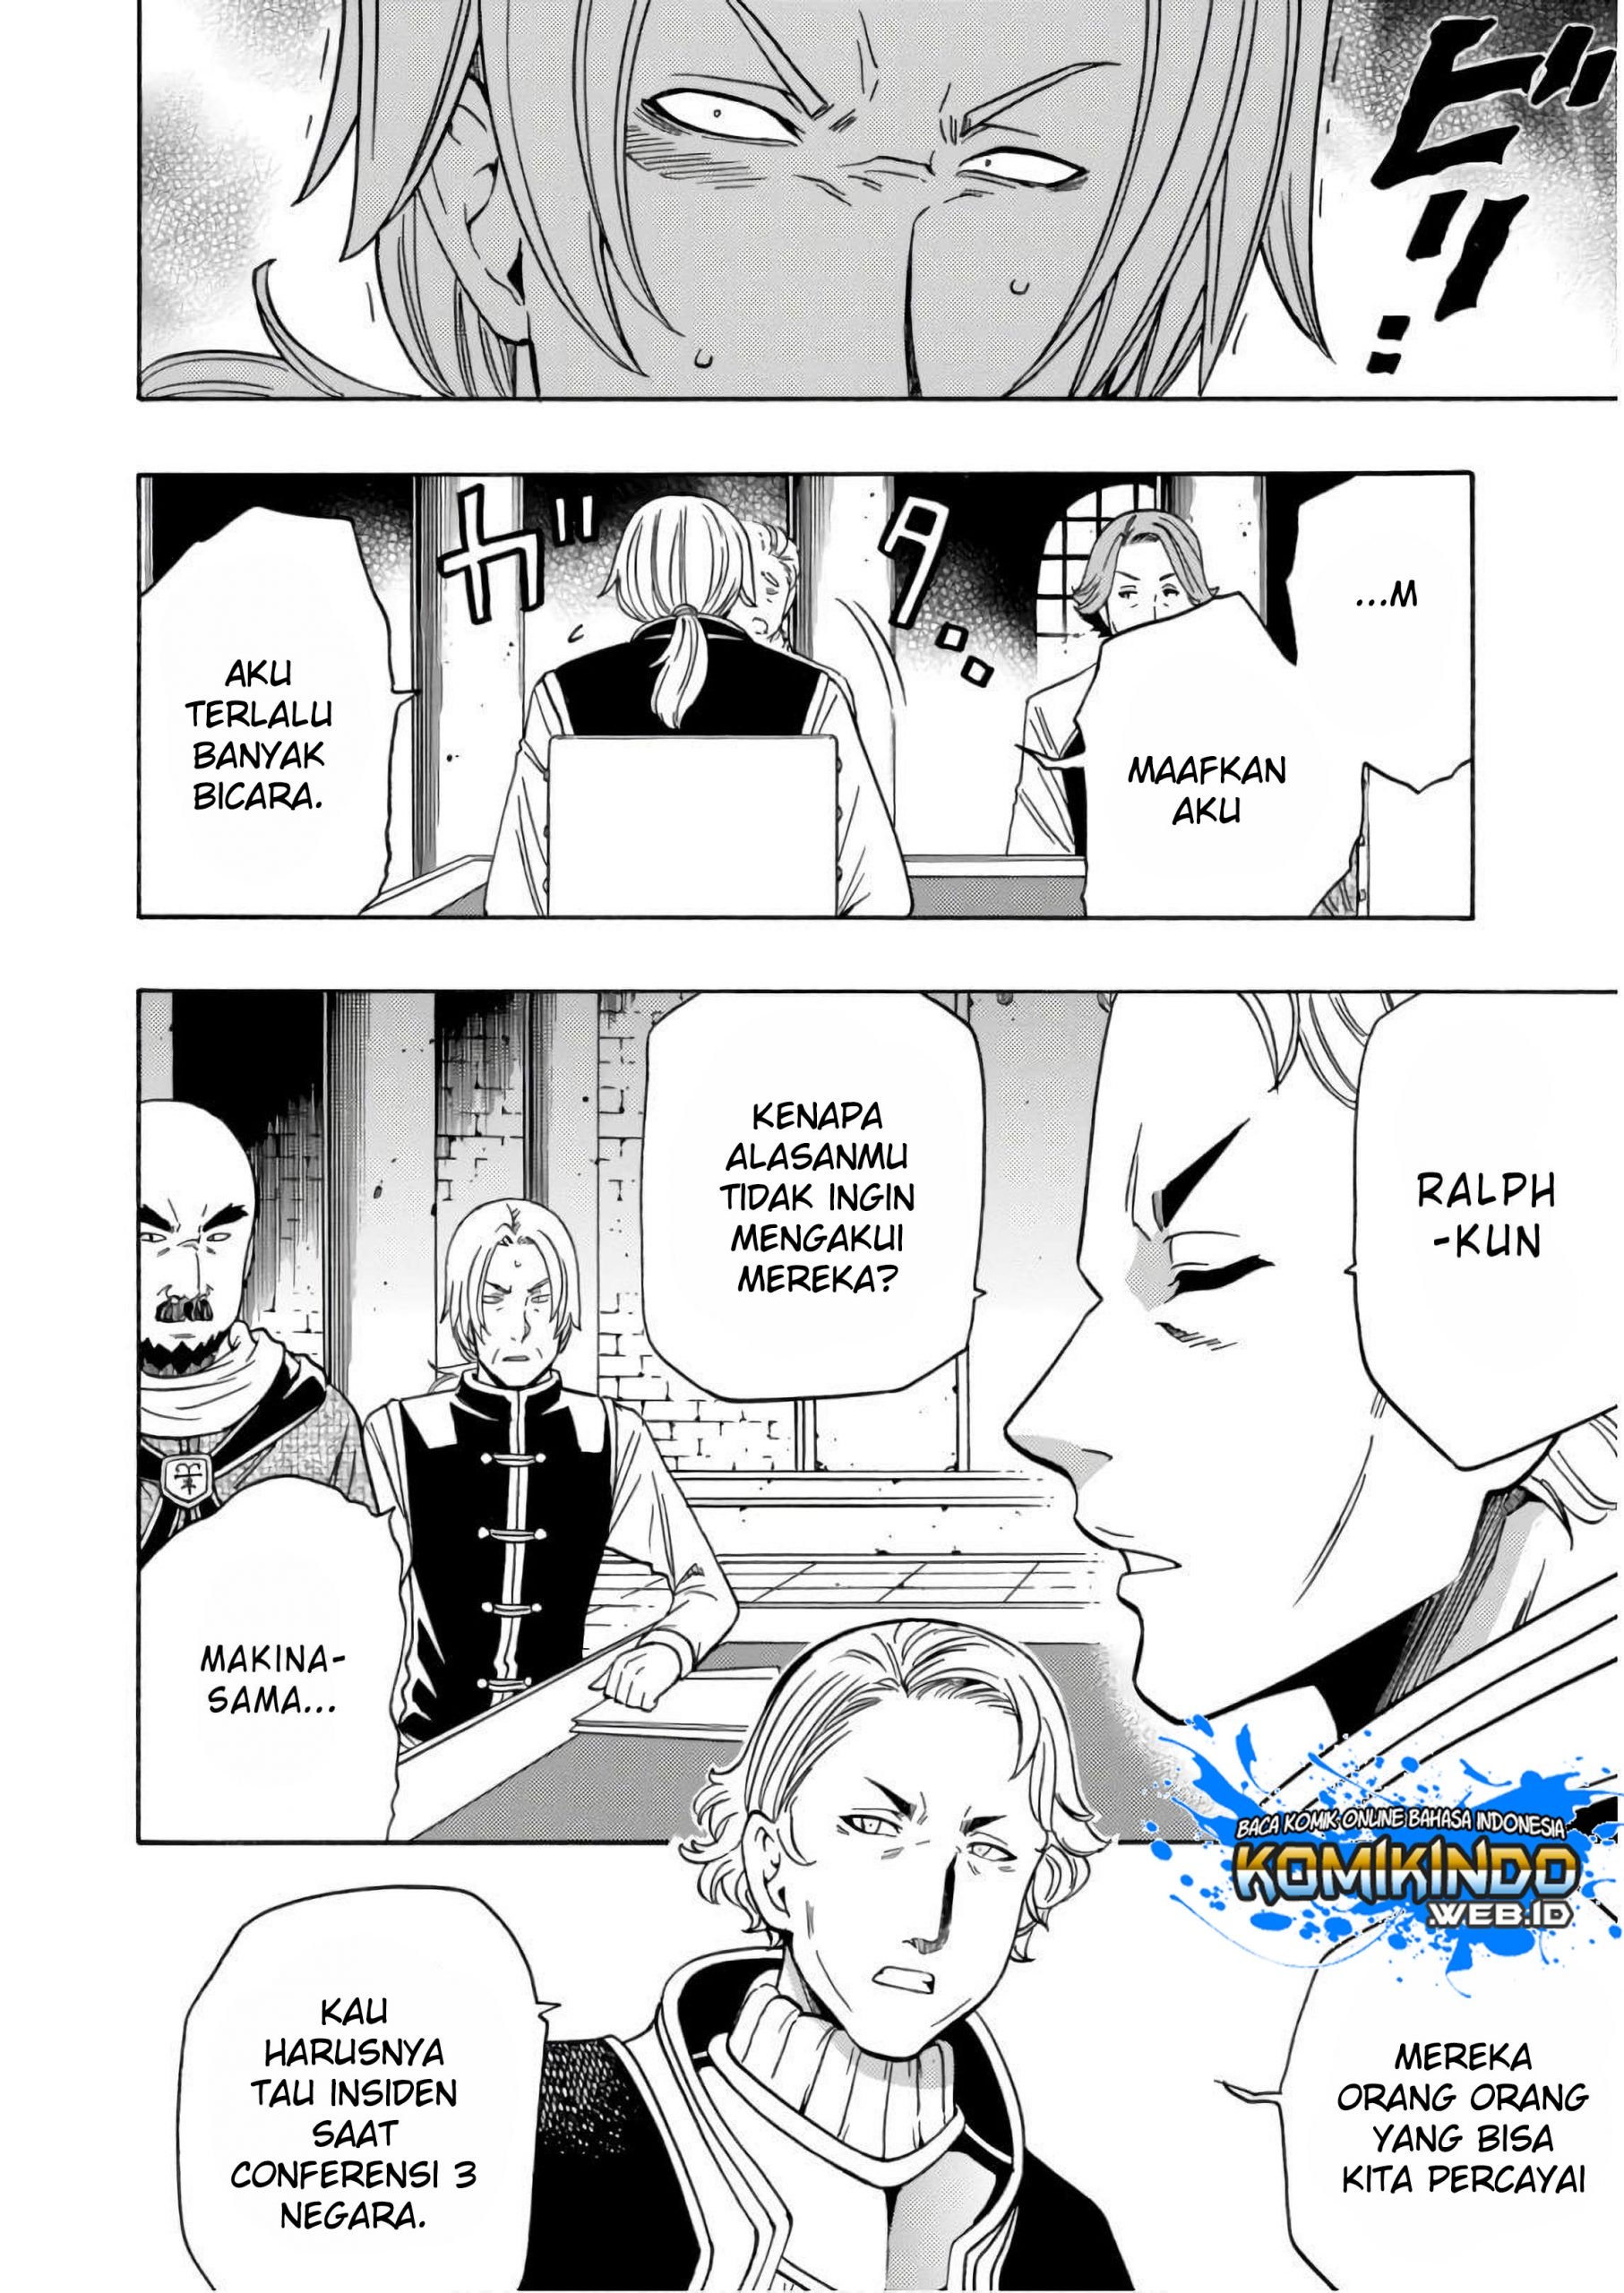 ビリ
…M
MAAFKAN
AKU
ガタ
AKU
TERLALU
BANYAK
BICARA.
RALPH
-KUN
KENAPA
ALASANMU
TIDAK INGIN
MENGAKUI
MEREKA?
MAKINA-
SAMA...
MEREKA
ORANG ORANG
YANG BISA
KITA PERCAYAI
KAU
HARUSNYA
TAU INSIDEN
SAAT
CONFERENSI 3
NEGARA.
BACA KOMIK ONLINE BAHASA INDONESIA
KOMIKINDO
.WEB.ID